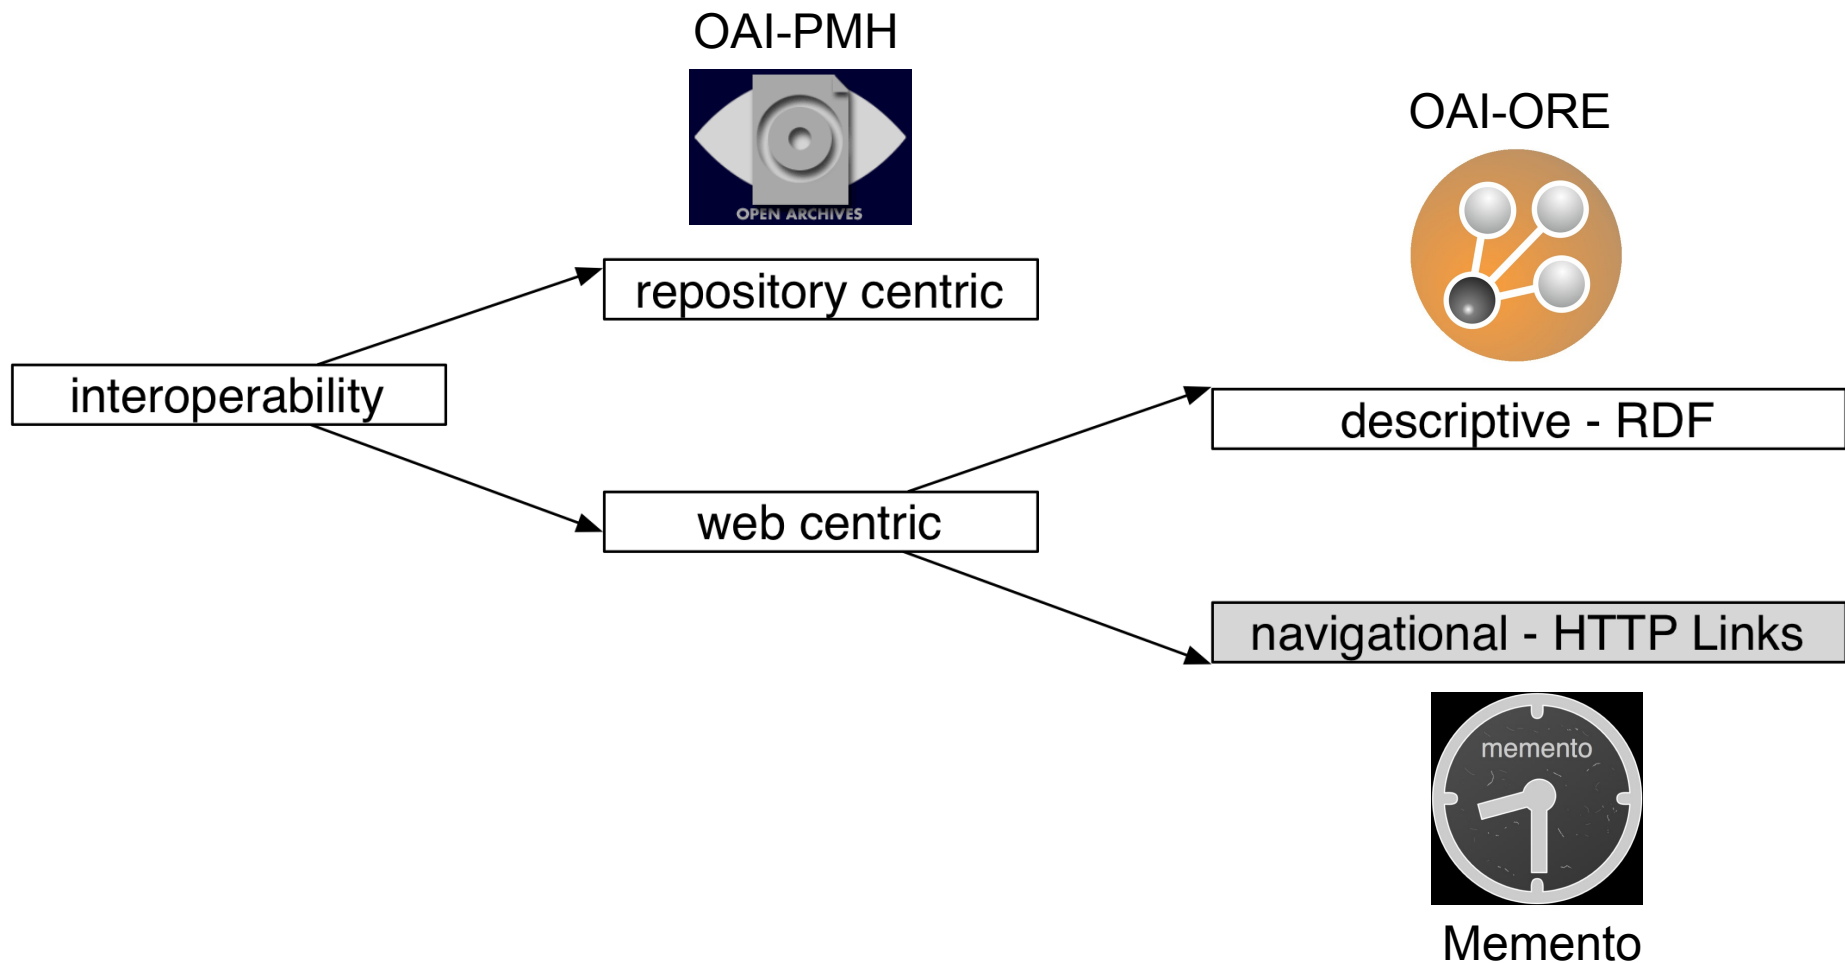 OAI-PMH
OPEN ARCHIVES
OAI-ORE
repository centric
interoperability
descriptive - RDF
web centric
navigational - HTTP Links
memento
Memento